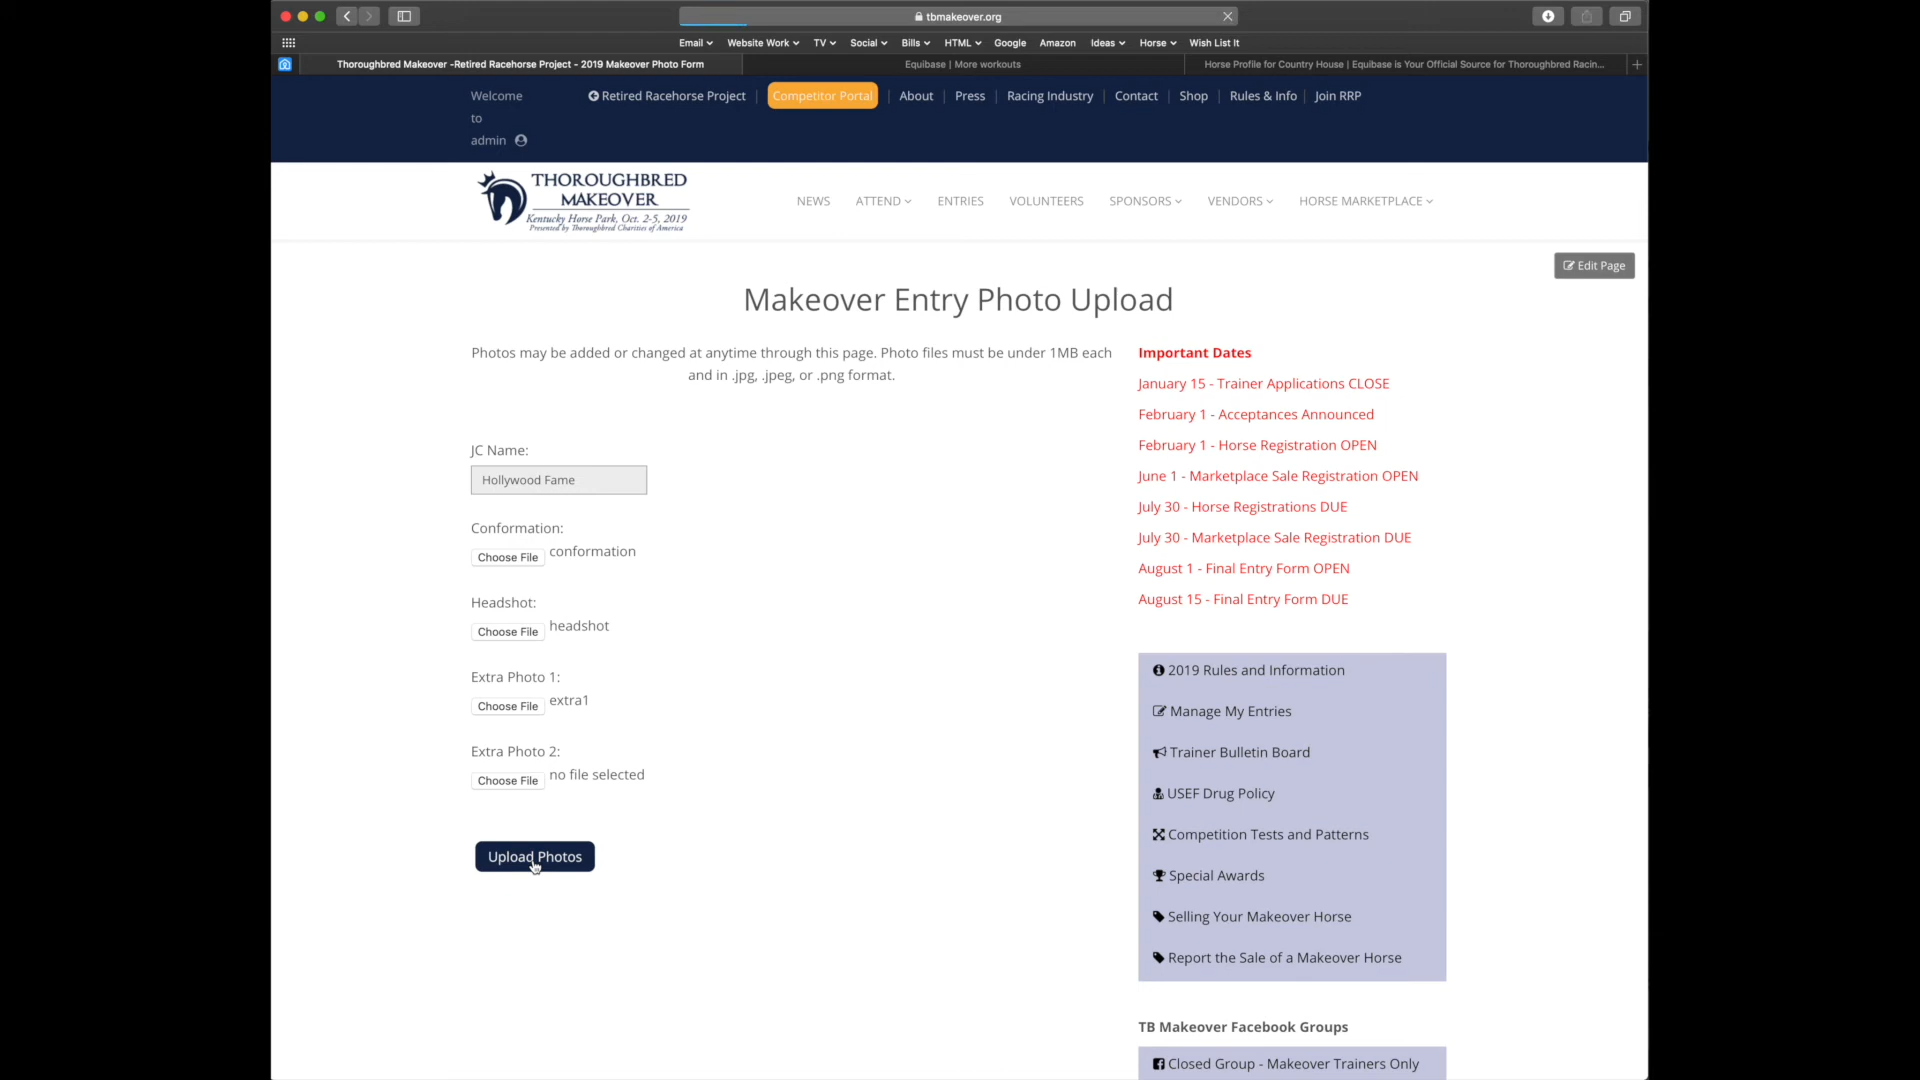 tbmakeover.org
Email Website Work TV Social Bills HTML Google Amazon Ideas Horse Wish List It
Thoroughbred Makeover -Retired Racehorse Project - 2019 Makeover Photo Form
Equibase | More workouts
Horse Profile for Country House | Equibase is Your Official Source for Thoroughbred Racin...
Welcome
to
admin
Retired Racehorse Project | Competitor Portal | About | Press | Racing Industry | Contact | Shop | Rules & Info | Join RRP
THOROUGHBRED
MAKEOVER
Kentucky Horse Park, Oct. 2-5, 2019
Presented by Thoroughbred Charities of America
NEWS ATTEND ENTRIES VOLUNTEERS SPONSORS VENDORS HORSE MARKETPLACE
Edit Page
Makeover Entry Photo Upload
Photos may be added or changed at anytime through this page. Photo files must be under 1MB each
and in .jpg, .jpeg, or .png format.
JC Name:
Hollywood Fame
Conformation:
Choose File conformation
Headshot:
Choose File headshot
Extra Photo 1:
Choose File extra1
Extra Photo 2:
Choose File no file selected
Upload Photos
Important Dates
January 15 - Trainer Applications CLOSE
February 1 - Acceptances Announced
February 1 - Horse Registration OPEN
June 1 - Marketplace Sale Registration OPEN
July 30 - Horse Registrations DUE
July 30 - Marketplace Sale Registration DUE
August 1 - Final Entry Form OPEN
August 15 - Final Entry Form DUE
2019 Rules and Information
Manage My Entries
Trainer Bulletin Board
USEF Drug Policy
Competition Tests and Patterns
Special Awards
Selling Your Makeover Horse
Report the Sale of a Makeover Horse
TB Makeover Facebook Groups
Closed Group - Makeover Trainers Only